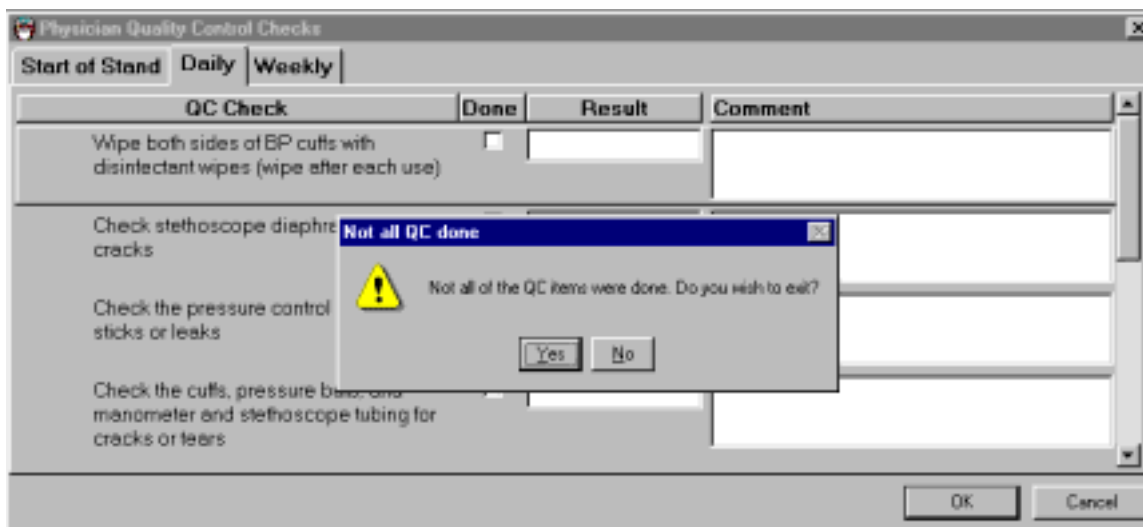 Physician Quality Control Checks
Start of Stand Daily Weekly
QC Check Done Result Comment
Wipe both sides of BP cuffs with
disinfectant wipes (wipe after each use)
Check stethoscope diaphr
cracks
Not all QC done
Not all of the QC items were done. Do you wish to exit?
Check the pressure control
sticks or leaks
Yes No
Check the cuffs, pressure
manometer and stethoscope tubing for
cracks or tears
OK Cancel